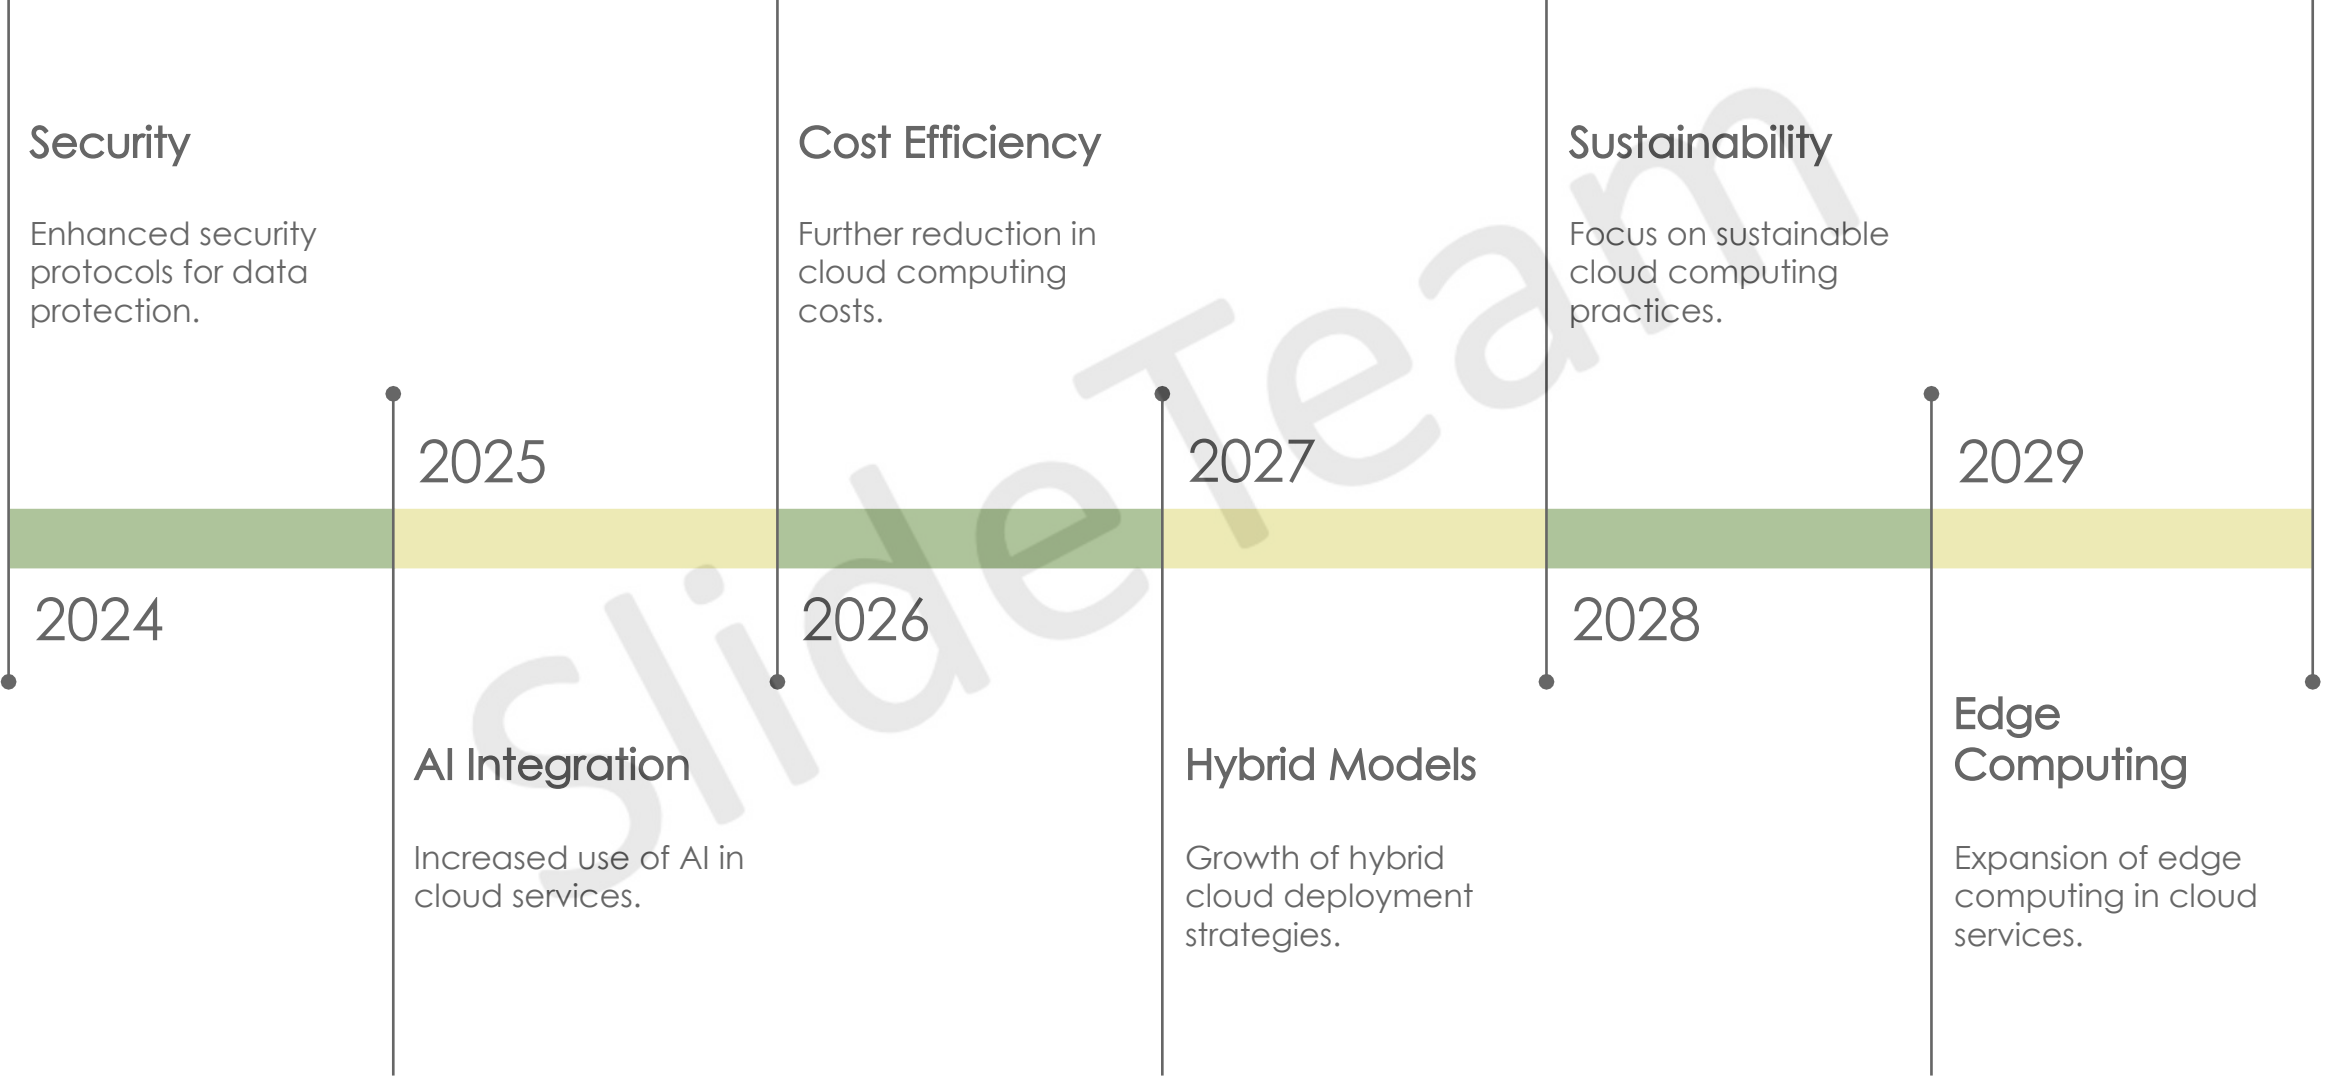 Security
Enhanced security
protocols for data
protection.
2024
2025
AI Integration
Increased use of AI in
cloud services.
Cost Efficiency
Further reduction in
cloud computing
costs.
2026
2027
Hybrid Models
Growth of hybrid
cloud deployment
strategies.
Sustainability
Focus on sustainable
cloud computing
practices.
2028
2029
Edge
Computing
Expansion of edge
computing in cloud
services.
SlideTeam